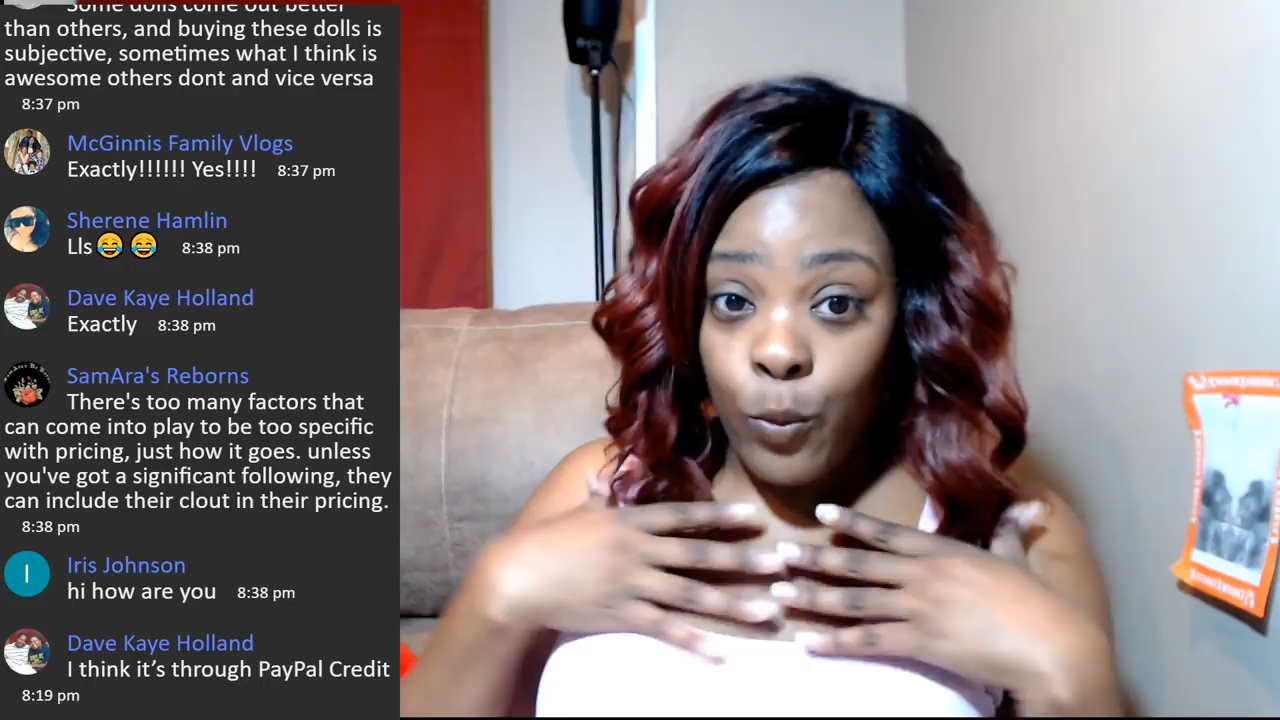 Some dolls come out better
than others, and buying these dolls is
subjective, sometimes what I think is
awesome others dont and vice versa
8:37 pm
McGinnis Family Vlogs
Exactly!!!!!! Yes!!!! 8:37 pm
Sherene Hamlin
Lls😂 😂 8:38 pm
Dave Kaye Holland
Exactly 8:38 pm
SamAra's Reborns
There's too many factors that
can come into play to be too specific
with pricing, just how it goes. unless
you've got a significant following, they
can include their clout in their pricing.
8:38 pm
I
Iris Johnson
hi how are you 8:38 pm
Dave Kaye Holland
I think it’s through PayPal Credit
8:19 pm